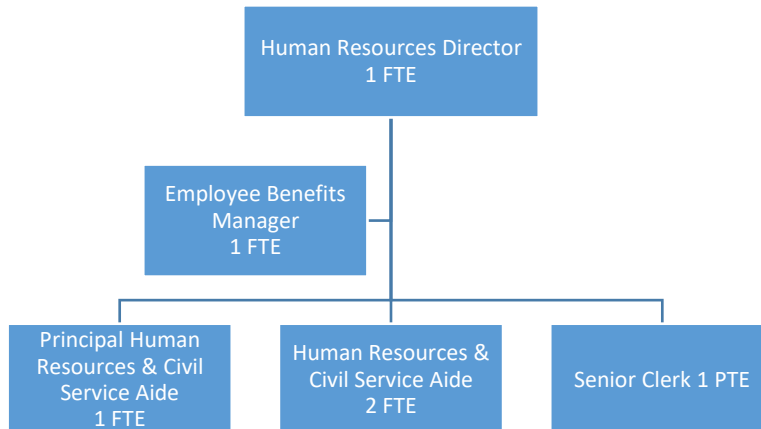 Human Resources Director
1 FTE
Employee Benefits
Manager
1 FTE
Principal Human
Resources & Civil
Service Aide
1 FTE
Human Resources &
Civil Service Aide
2 FTE
Senior Clerk 1 PTE